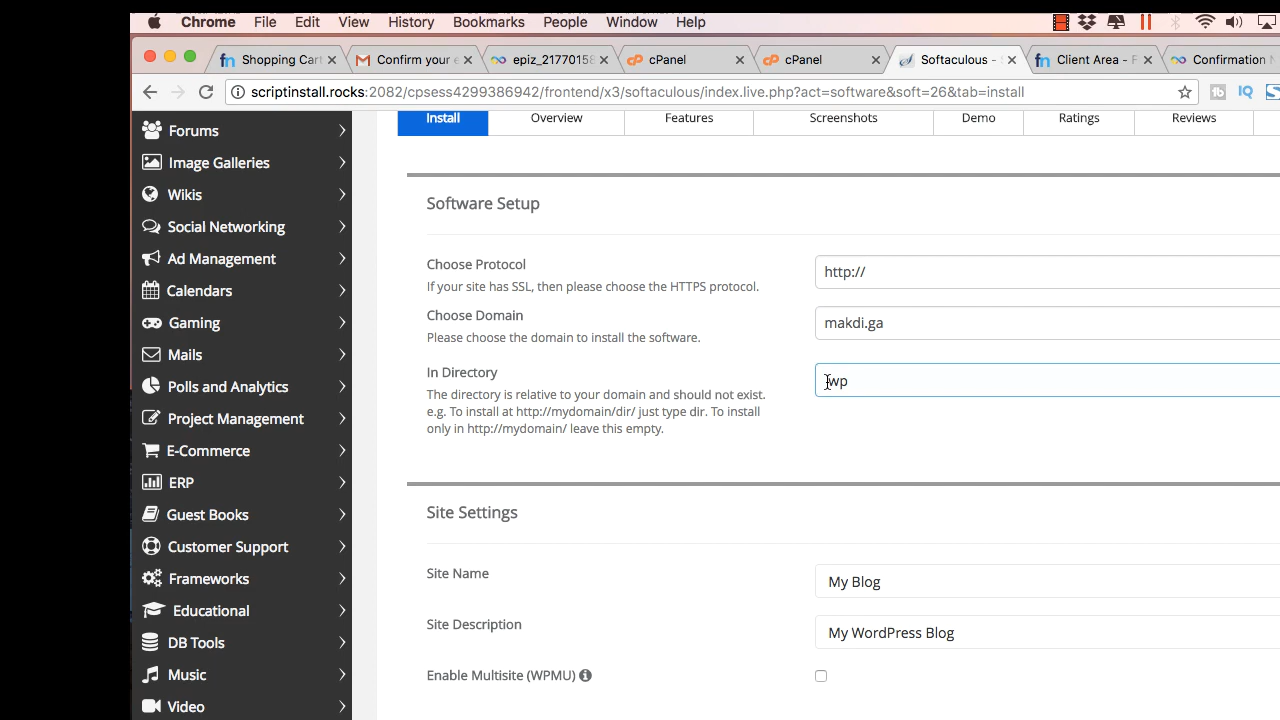 Chrome File Edit View History Bookmarks People Window Help
Shopping Cart Confirm your e epiz_2177015 cPanel cPanel Softaculous - Client Area - F Confirmation
scriptinstall.rocks:2082/cpsess4299386942/frontend/x3/softaculous/index.live.php?act=software&soft=26&tab=install
Install Overview Features Screenshots Demo Ratings Reviews
Forums
Image Galleries
Wikis
Social Networking
Ad Management
Calendars
Gaming
Mails
Polls and Analytics
Project Management
E-Commerce
ERP
Guest Books
Customer Support
Frameworks
Educational
DB Tools
Music
Video
Software Setup
Choose Protocol
If your site has SSL, then please choose the HTTPS protocol.
http://
Choose Domain
Please choose the domain to install the software.
makdi.ga
In Directory
The directory is relative to your domain and should not exist.
e.g. To install at http://mydomain/dir/ just type dir. To install
only in http://mydomain/ leave this empty.
wp
Site Settings
Site Name
My Blog
Site Description
My WordPress Blog
Enable Multisite (WPMU)